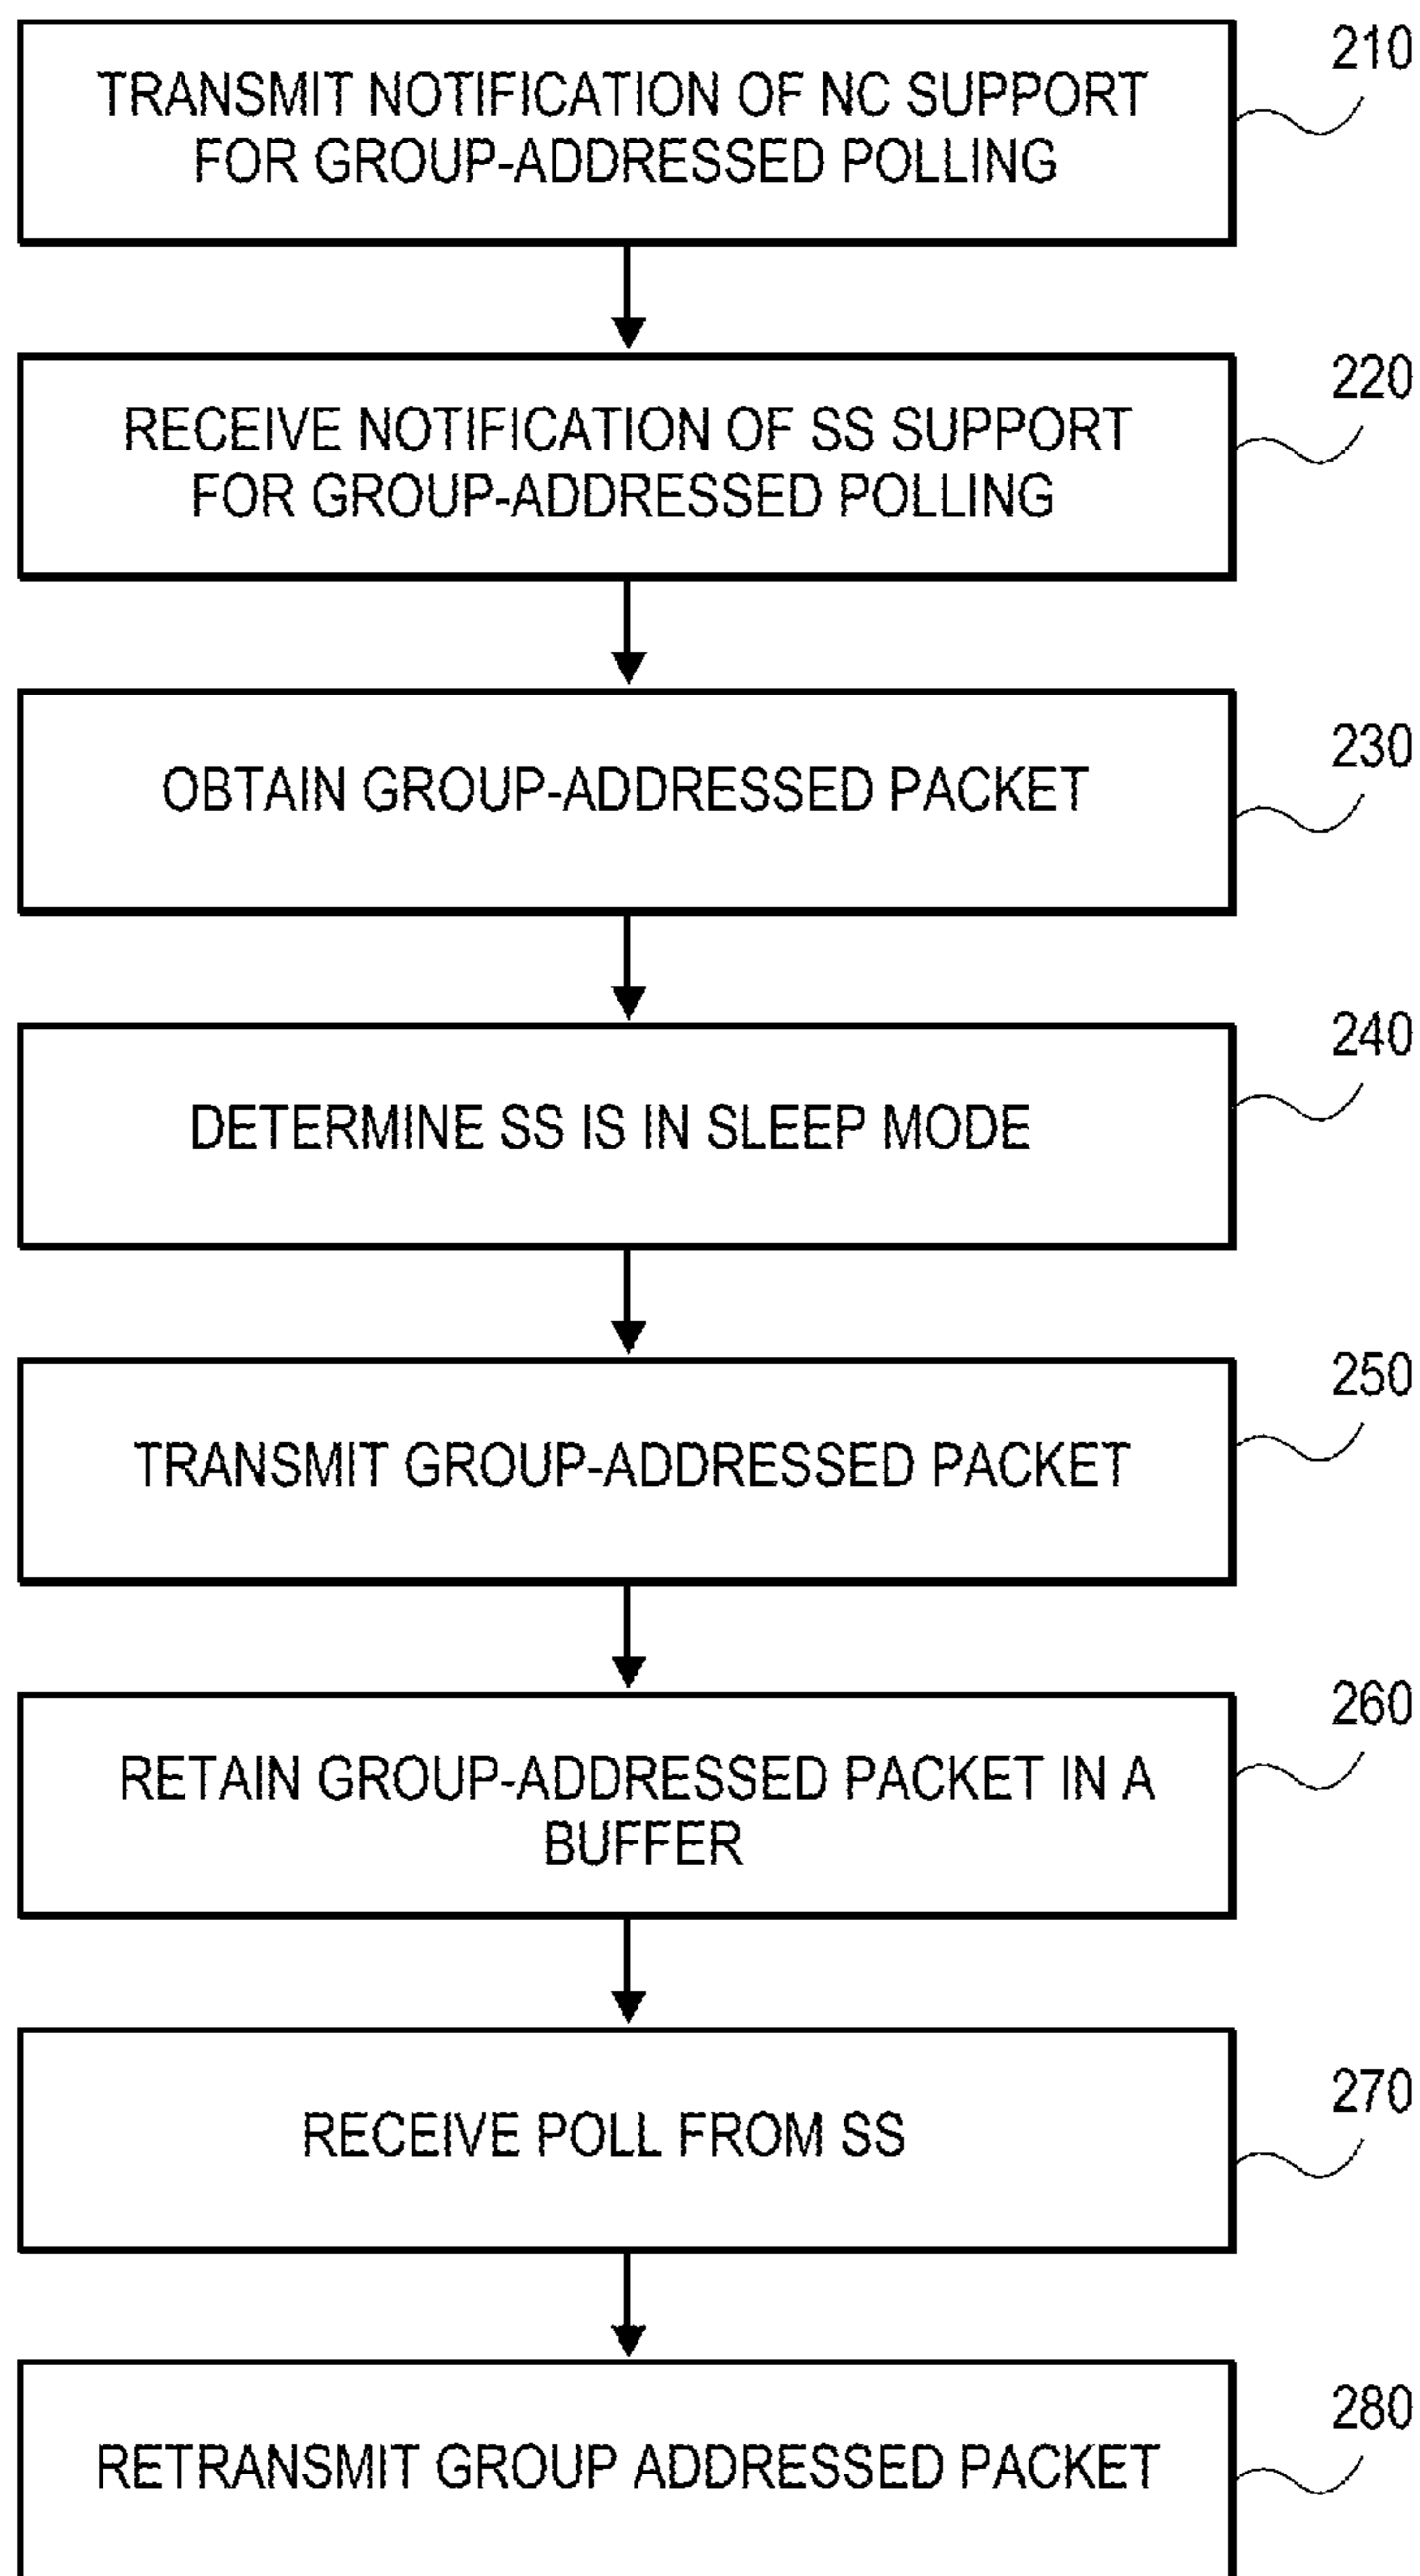 210
TRANSMIT NOTIFICATION OF NC SUPPORT
FOR GROUP-ADDRESSED POLLING
220
RECEIVE NOTIFICATION OF SS SUPPORT
FOR GROUP-ADDRESSED POLLING
230
OBTAIN GROUP-ADDRESSED PACKET
240
DETERMINE SS IS IN SLEEP MODE
250
TRANSMIT GROUP-ADDRESSED PACKET
260
RETAIN GROUP-ADDRESSED PACKET IN A
BUFFER
270
RECEIVE POLL FROM SS
280
RETRANSMIT GROUP ADDRESSED PACKET